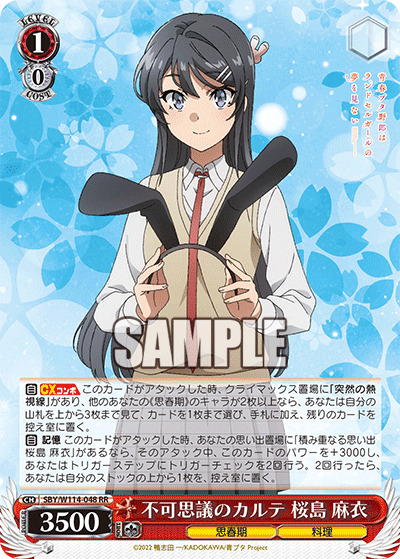 LEVEL
1
0
COST
青春ブタ野郎は
ランドセルガールの
夢を見ない
SAMPLE
自 CXコンボ このカードがアタックした時、クライマックス置場に「突然の熱
視線」があり、他のあなたの《思春期》のキャラが2枚以上なら、あなたは自分の
山札を上から3枚まで見て、カードを1枚まで選び、手札に加え、残りのカードを
控え室に置く。
自 記憶 このカードがアタックした時、あなたの思い出置場に「積み重なる思い出
桜島 麻衣」があるなら、そのアタック中、このカードのパワーを+3000し、
あなたはトリガーステップにトリガーチェックを2回行う。2回行ったら、あなた
は自分のストックの上から1枚を、控え室に置く。
CH SBY/W114-048 RR
3500
不可思議のカルテ 桜島 麻衣
思春期
料理
©2022 鴨志田 一/KADOKAWA/青ブタ Project